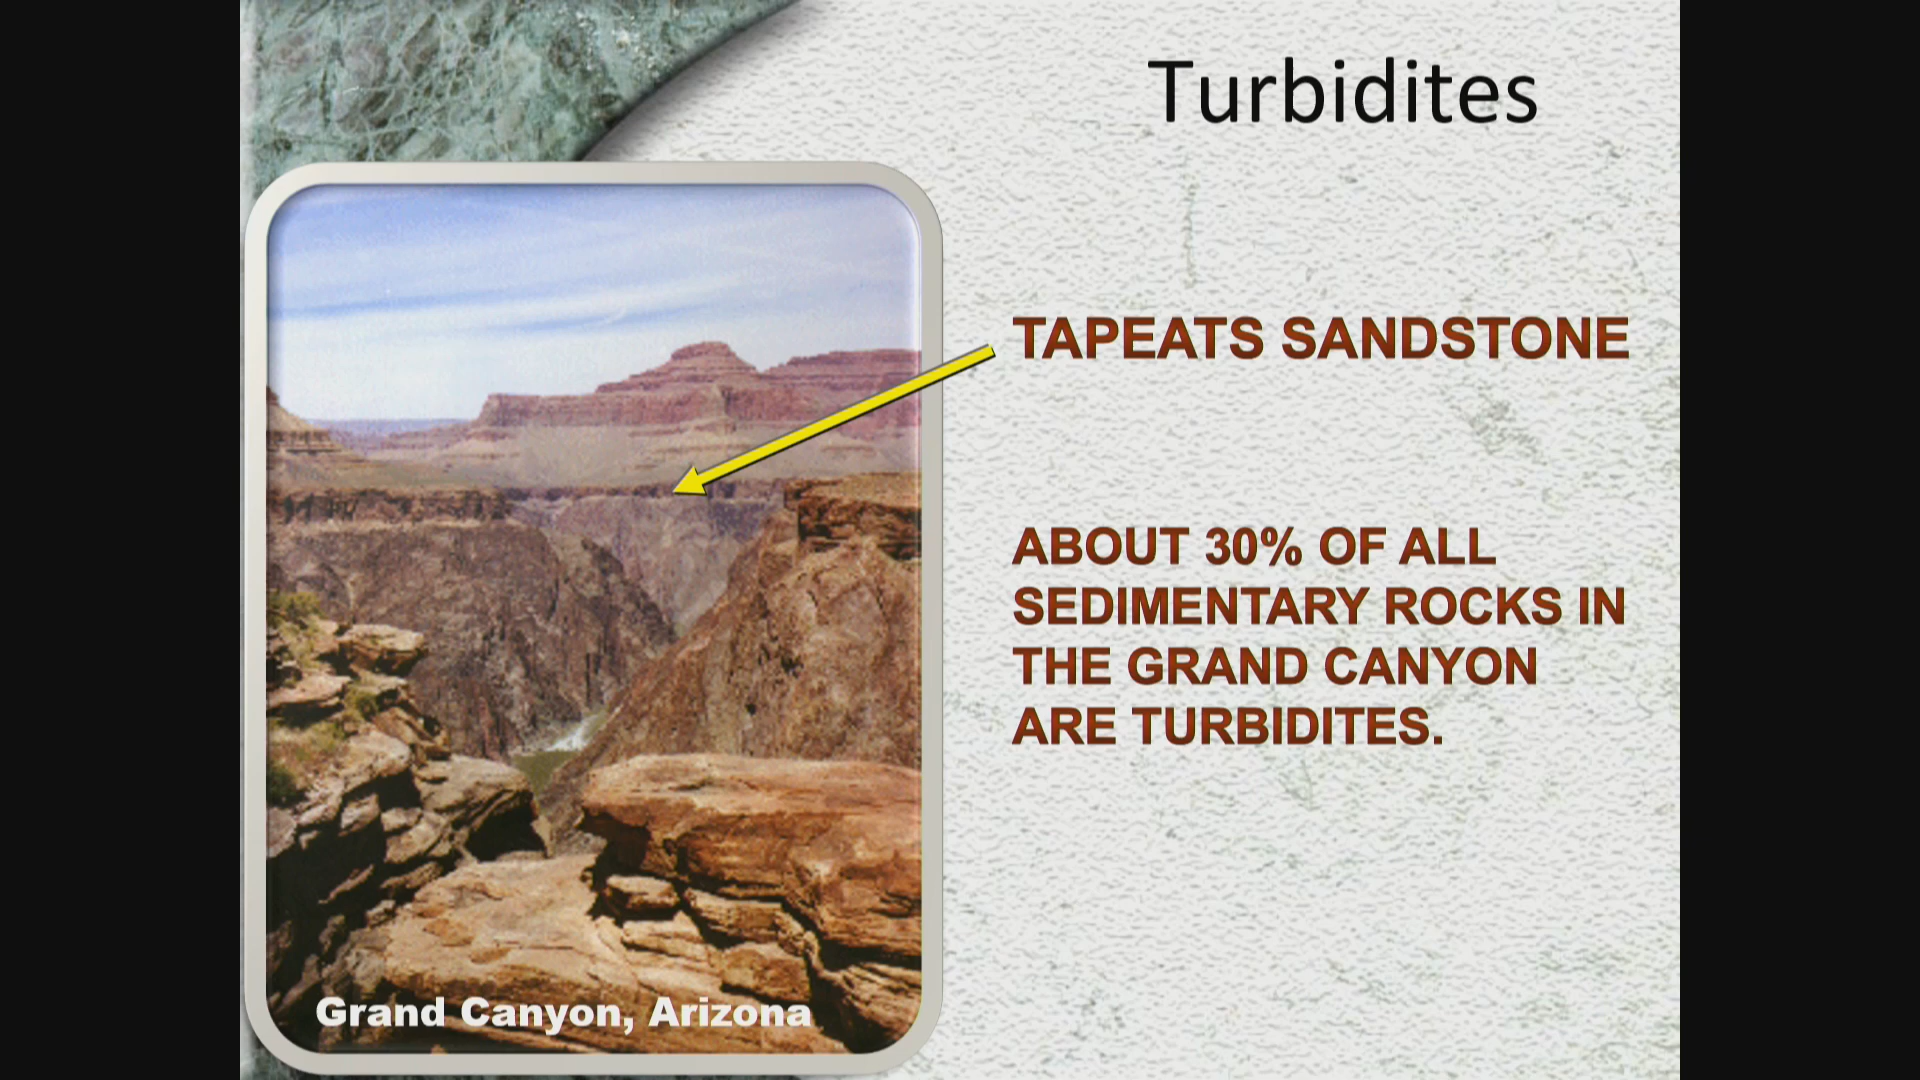 Turbidites
TAPEATS SANDSTONE
ABOUT 30% OF ALL
SEDIMENTARY ROCKS IN
THE GRAND CANYON
ARE TURBIDITES.
Grand Canyon, Arizona